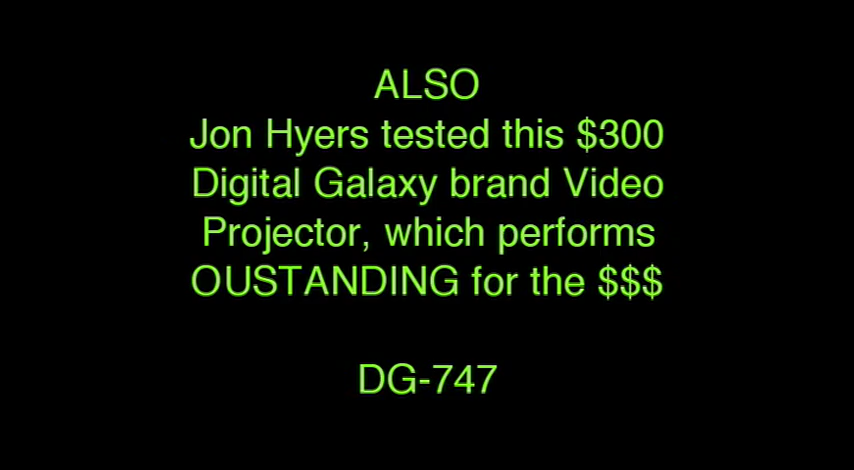 ALSO
Jon Hyers tested this $300
Digital Galaxy brand Video
Projector, which performs
OUSTANDING for the $$$
DG-747